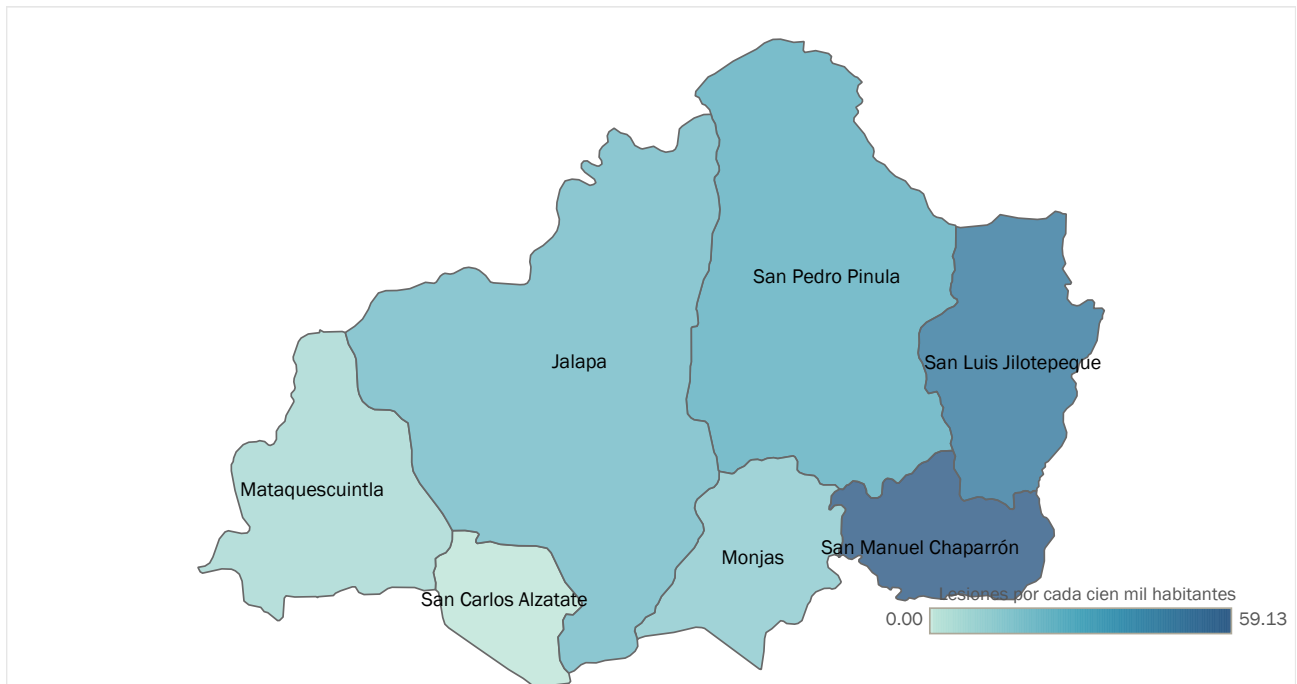 San Pedro Pinula
Jalapa
San Luis Jilotepeque
Mataquescuintla
San Manuel Chaparrón
Monjas
San Carlos Alzatate
Lesiones por cada cien mil habitantes
0.00
59.13